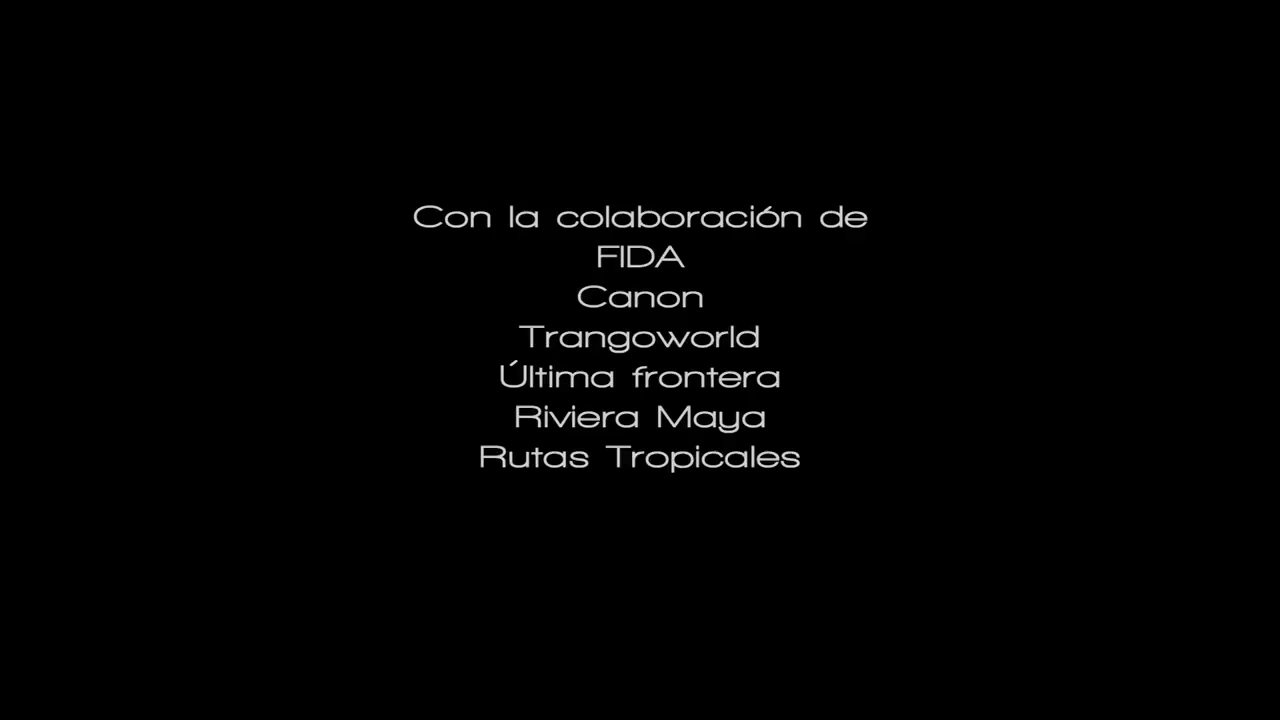 Con la colaboración de
FIDA
Canon
Trangoworld
Última frontera
Riviera Maya
Rutas Tropicales